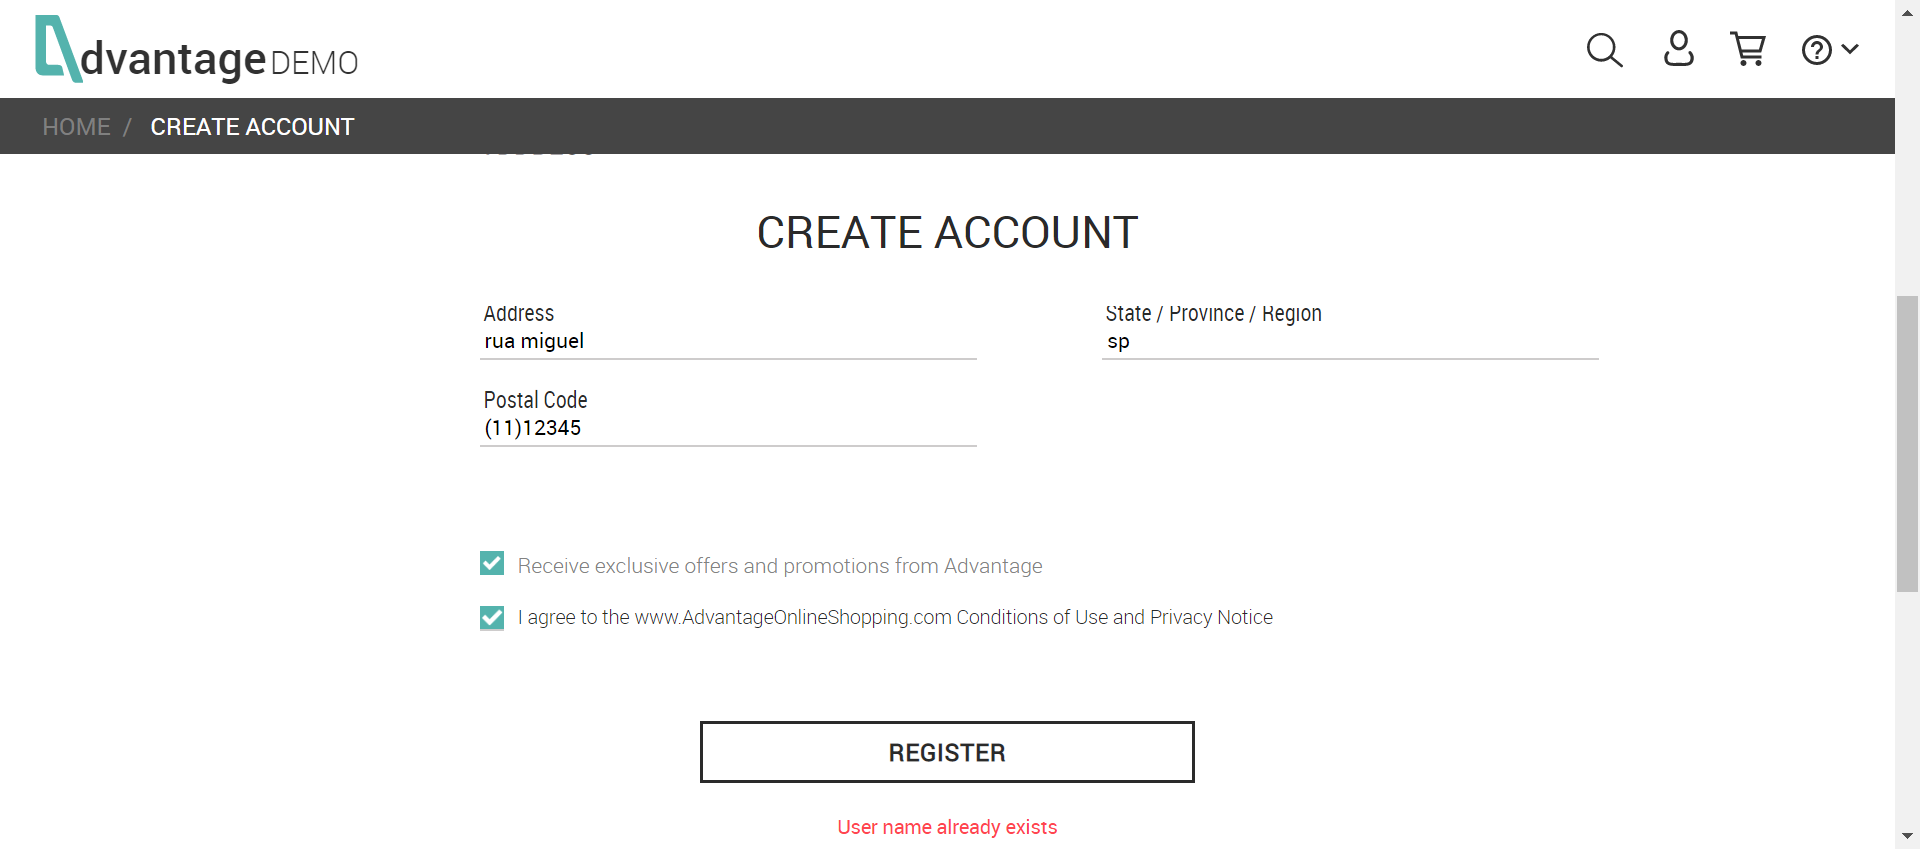 dvantage DEMO
HOME / CREATE ACCOUNT
CREATE ACCOUNT
Address
rua miguel
State / Province / Region
sp
Postal Code
(11)12345
Receive exclusive offers and promotions from Advantage
I agree to the www.AdvantageOnlineShopping.com Conditions of Use and Privacy Notice
REGISTER
User name already exists